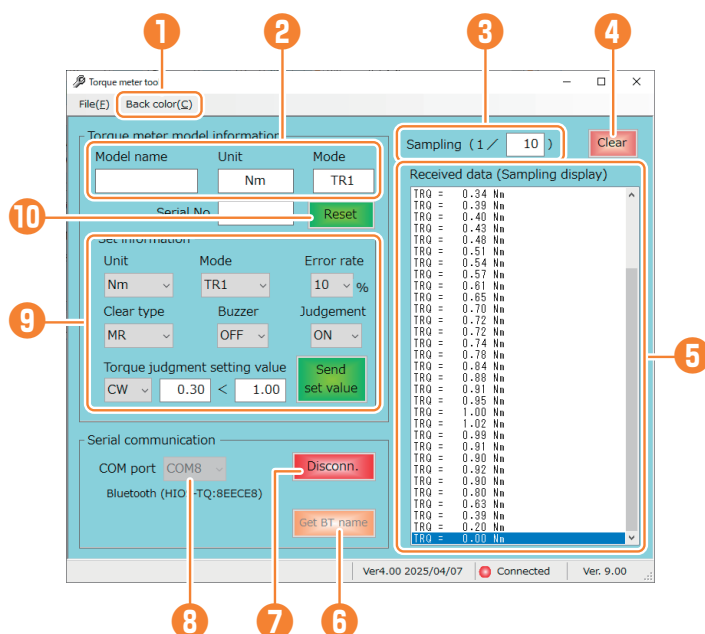 1 2 3 4
Torque meter too
File(F) Back color(C)
Torque meter model information
Model name Unit Mode
Nm TR1
Serial No.
Reset
10
Set information
Unit Mode Error rate
Nm TR1 10 %
Clear type Buzzer Judgement
MR OFF ON
9
Torque judgment setting value
CW 0.30 < 1.00
Send
set value
Serial communication
COM port COM8
Disconn.
Bluetooth (HIOS-TQ:8EECE8)
Get BT name
Sampling (1/ 10 )
Clear
Received data (Sampling display)
TRQ = 0.34 Nm
TRQ = 0.39 Nm
TRQ = 0.40 Nm
TRQ = 0.43 Nm
TRQ = 0.48 Nm
TRQ = 0.51 Nm
TRQ = 0.54 Nm
TRQ = 0.57 Nm
TRQ = 0.61 Nm
TRQ = 0.65 Nm
TRQ = 0.70 Nm
TRQ = 0.72 Nm
TRQ = 0.72 Nm
TRQ = 0.74 Nm
TRQ = 0.78 Nm
TRQ = 0.84 Nm
TRQ = 0.88 Nm
TRQ = 0.91 Nm
TRQ = 0.95 Nm
TRQ = 1.00 Nm
TRQ = 1.02 Nm
TRQ = 0.99 Nm
TRQ = 0.91 Nm
TRQ = 0.90 Nm
TRQ = 0.92 Nm
TRQ = 0.90 Nm
TRQ = 0.80 Nm
TRQ = 0.63 Nm
TRQ = 0.39 Nm
TRQ = 0.20 Nm
TRQ = 0.00 Nm
5
Ver4.00 2025/04/07 Connected Ver. 9.00
8 7 6